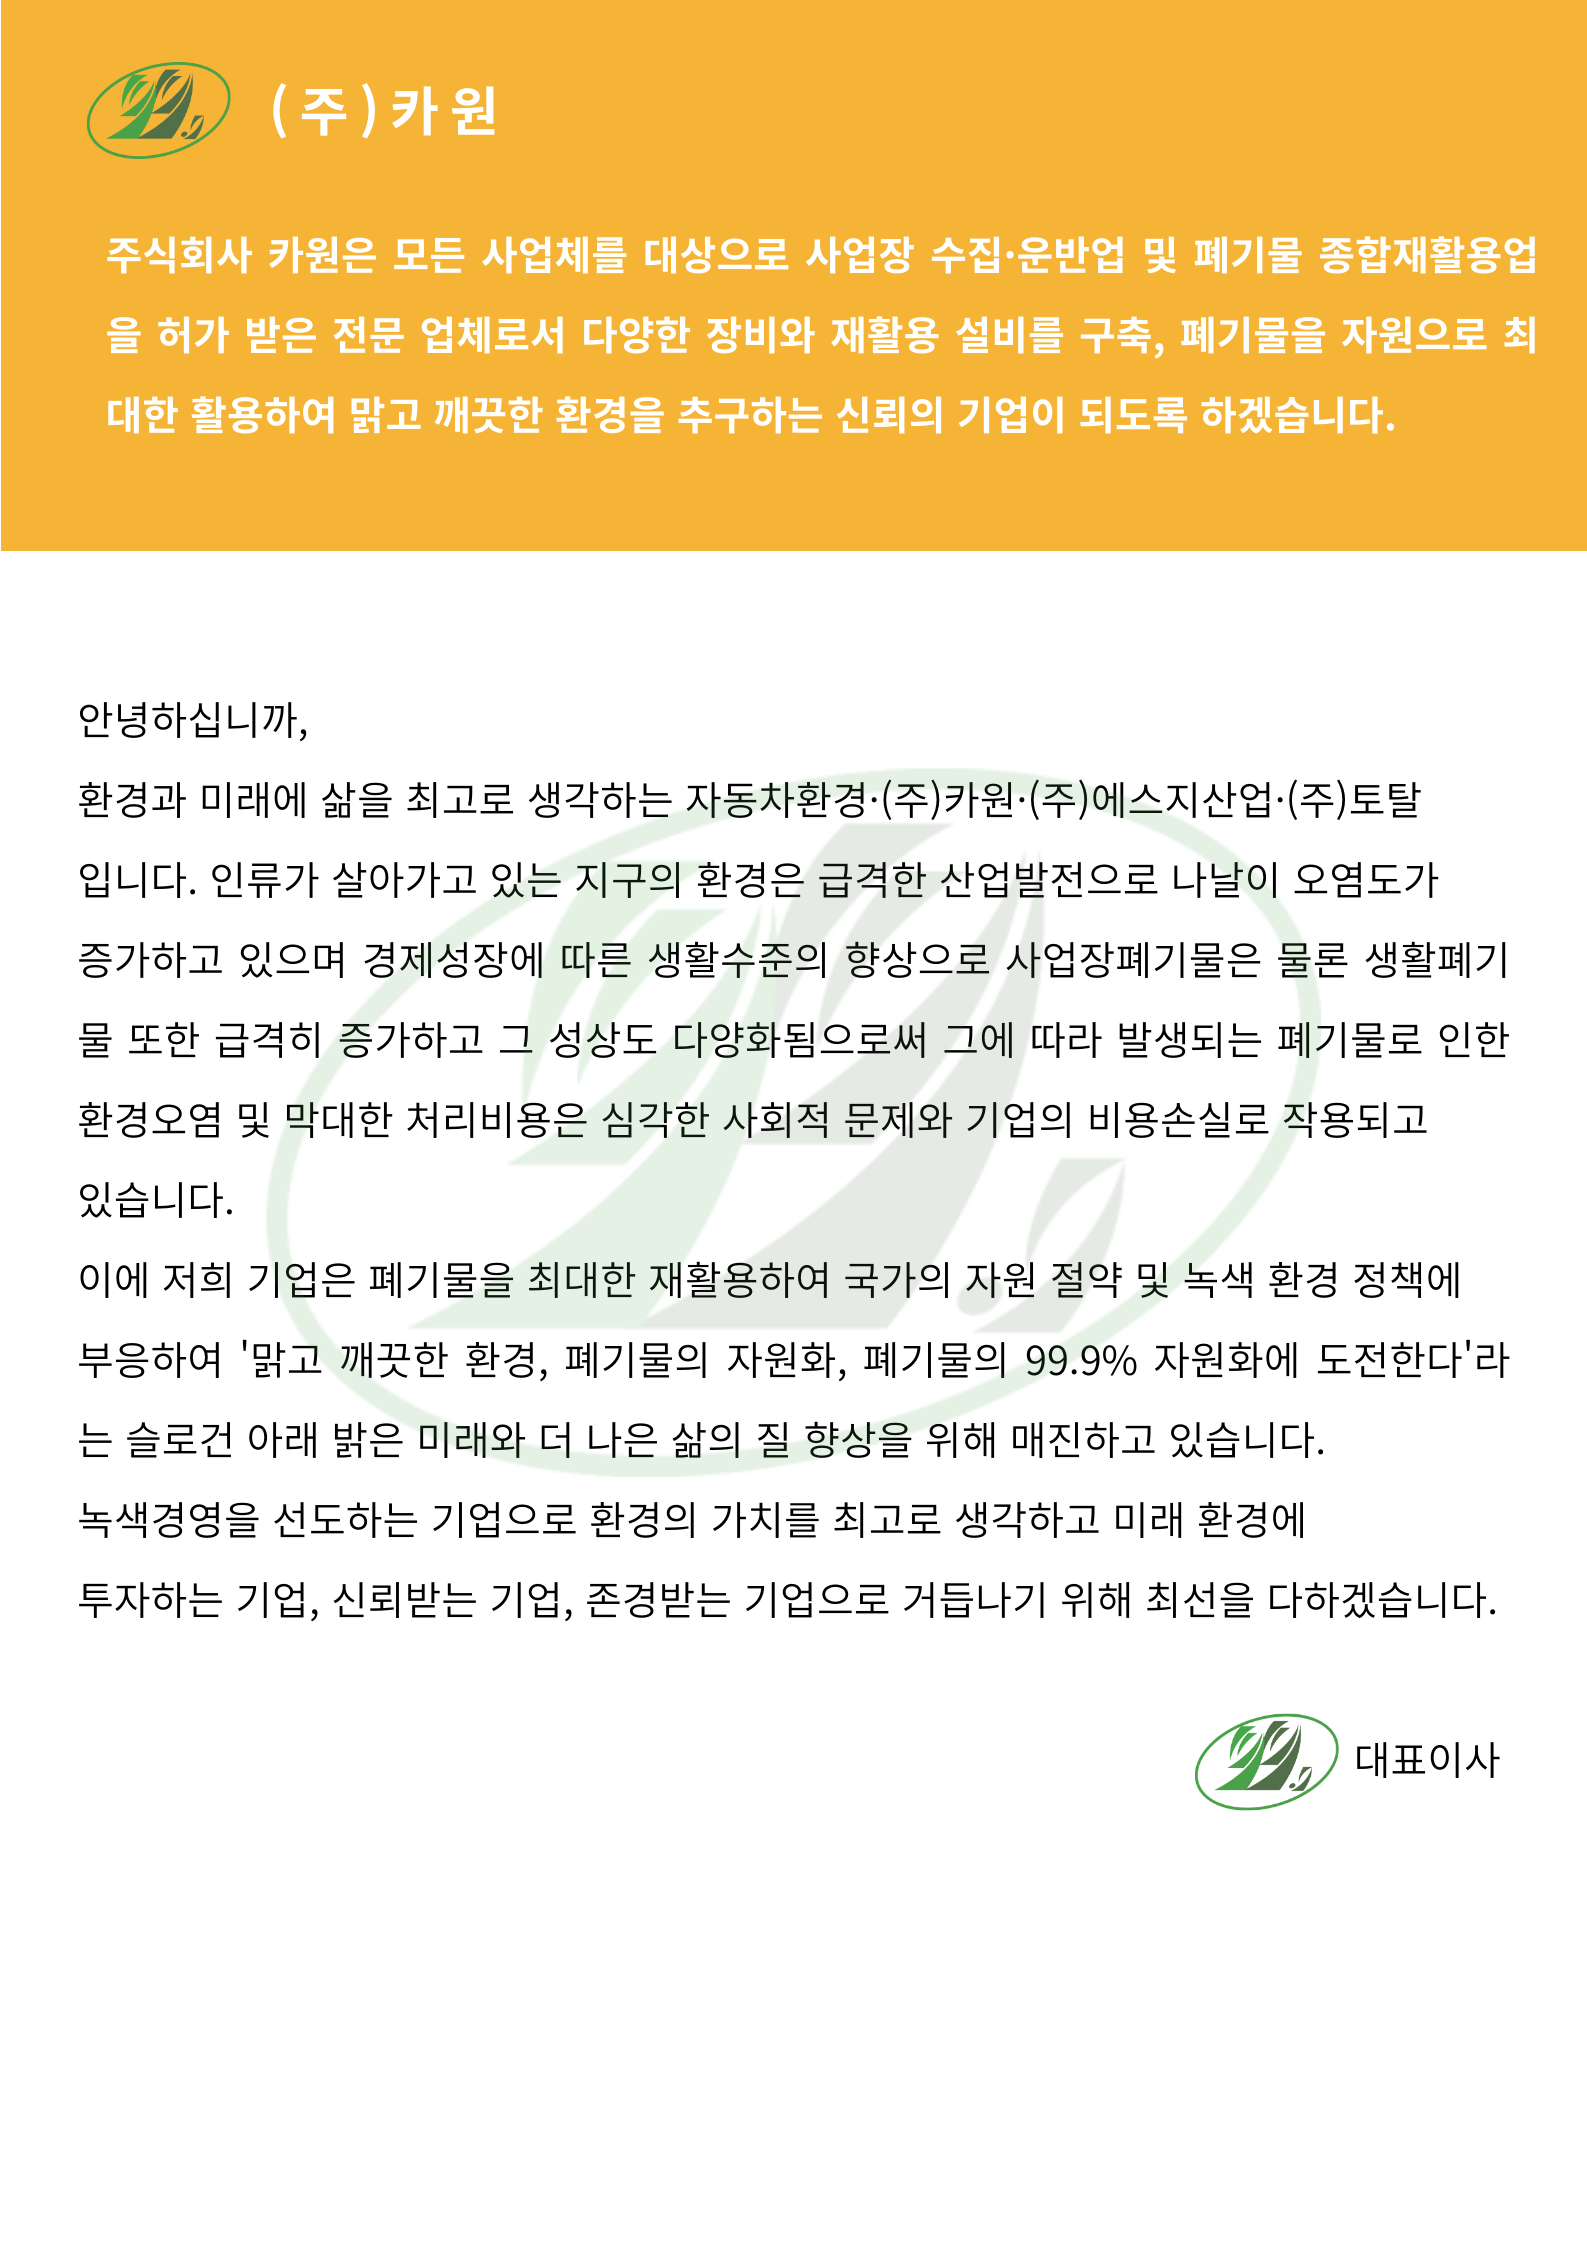 (주)카원
주식회사 카원은 모든 사업체를 대상으로 사업장 수집·운반업 및 폐기물 종합재활용업
을 허가 받은 전문 업체로서 다양한 장비와 재활용 설비를 구축, 폐기물을 자원으로 최
대한 활용하여 맑고 깨끗한 환경을 추구하는 신뢰의 기업이 되도록 하겠습니다.
안녕하십니까,
환경과 미래에 삶을 최고로 생각하는 자동차환경·(주)카원·(주)에스지산업·(주)토탈
입니다. 인류가 살아가고 있는 지구의 환경은 급격한 산업발전으로 나날이 오염도가
증가하고 있으며 경제성장에 따른 생활수준의 향상으로 사업장폐기물은 물론 생활폐기
물 또한 급격히 증가하고 그 성상도 다양화됨으로써 그에 따라 발생되는 폐기물로 인한
환경오염 및 막대한 처리비용은 심각한 사회적 문제와 기업의 비용손실로 작용되고
있습니다.
이에 저희 기업은 폐기물을 최대한 재활용하여 국가의 자원 절약 및 녹색 환경 정책에
부응하여 '맑고 깨끗한 환경, 폐기물의 자원화, 폐기물의 99.9% 자원화에 도전한다'라
는 슬로건 아래 밝은 미래와 더 나은 삶의 질 향상을 위해 매진하고 있습니다.
녹색경영을 선도하는 기업으로 환경의 가치를 최고로 생각하고 미래 환경에
투자하는 기업, 신뢰받는 기업, 존경받는 기업으로 거듭나기 위해 최선을 다하겠습니다.
대표이사